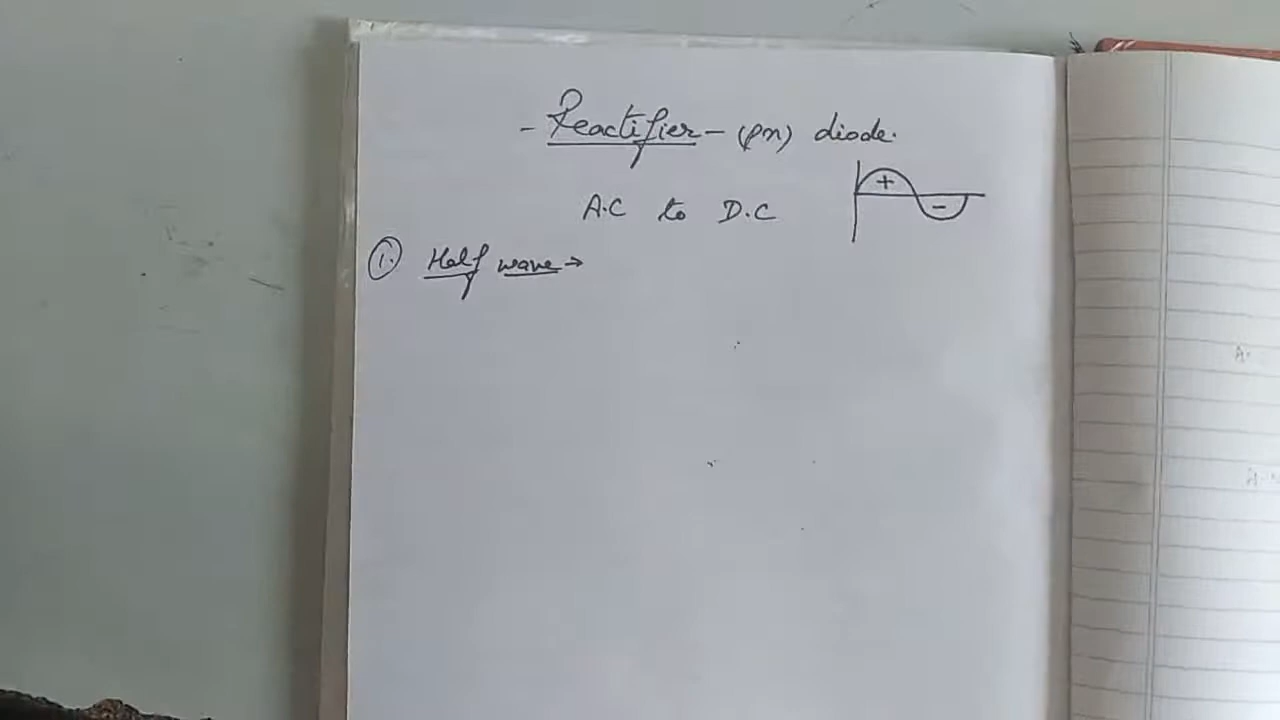 - Reactifier - (pn) diode.
+
-
A.C to D.C
1. Half wave →